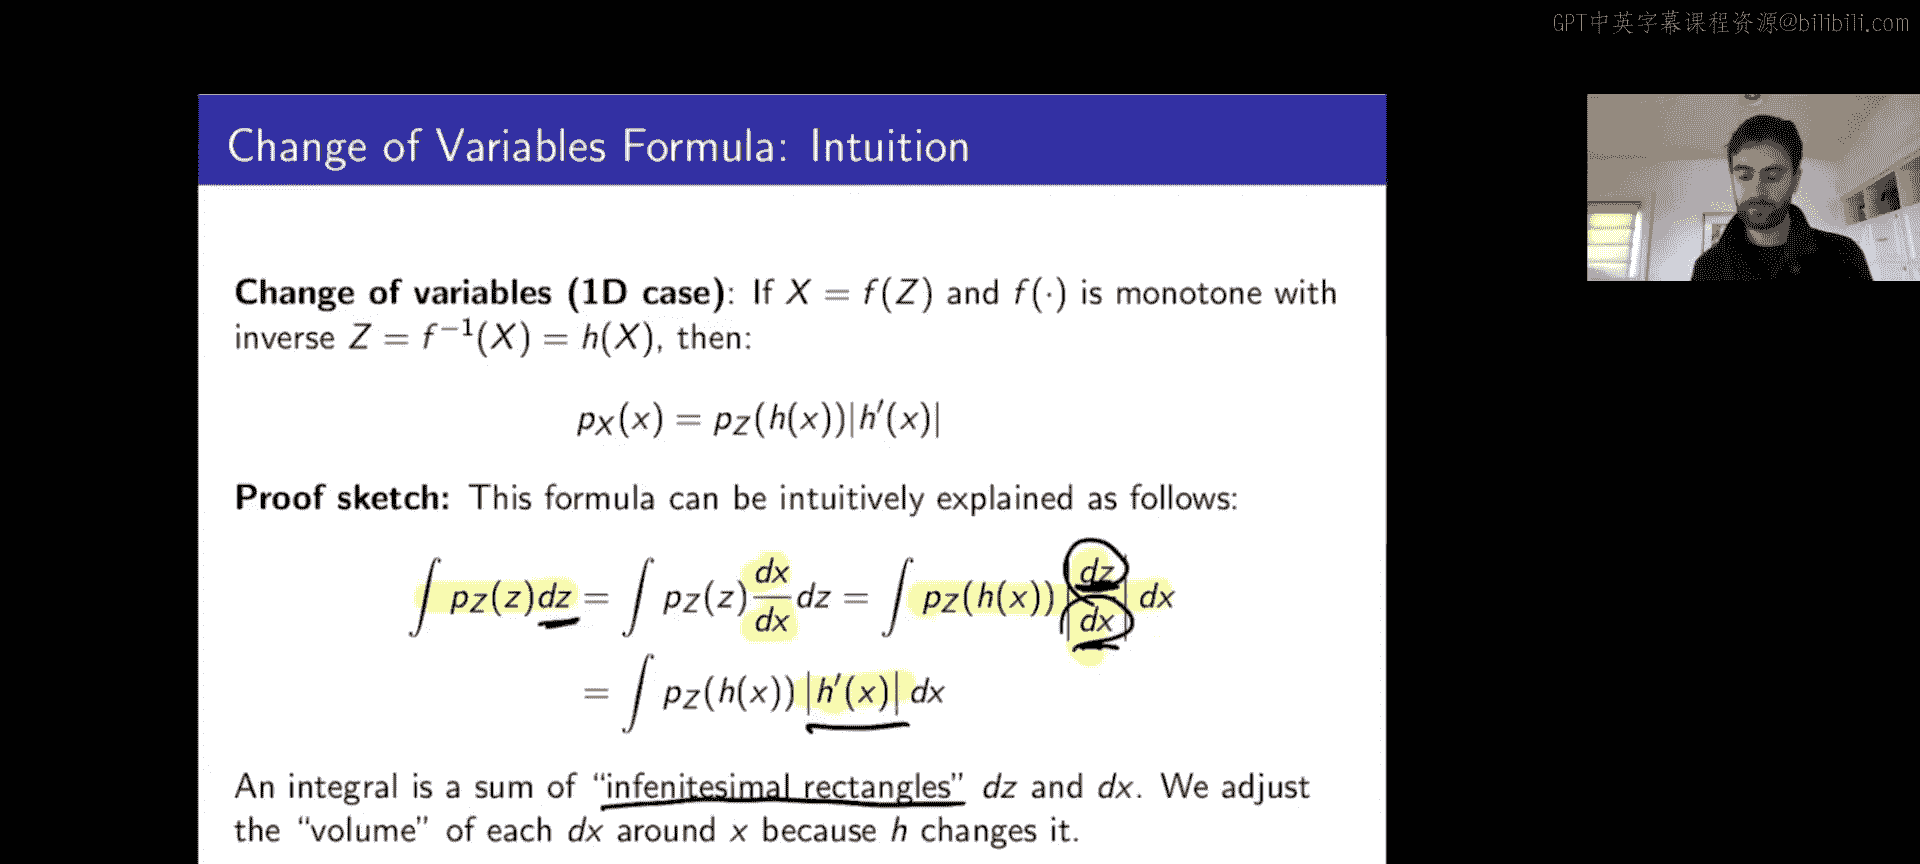 GPT中英字幕课程资源@bilibili.com
Change of Variables Formula: Intuition
Change of variables (1D case): If X = f(Z) and f(·) is monotone with
inverse Z = f⁻¹(X) = h(X), then:
p_X(x) = p_Z(h(x))|h′(x)|
Proof sketch: This formula can be intuitively explained as follows:
∫ p_Z(z)dz = ∫ p_Z(z) dx/dx dz = ∫ p_Z(h(x)) |dz/dx| dx
= ∫ p_Z(h(x)) |h′(x)| dx
An integral is a sum of “infenitesimal rectangles” dz and dx. We adjust
the “volume” of each dx around x because h changes it.